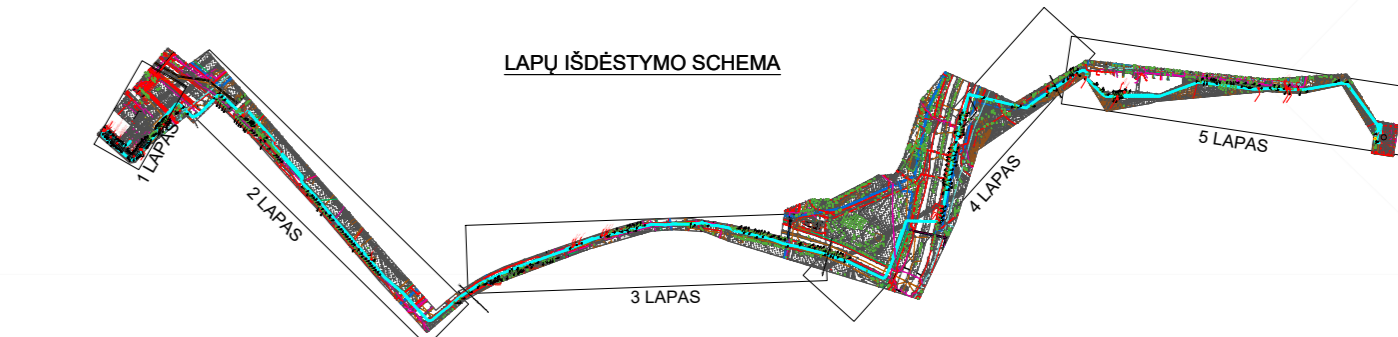 LAPŲ IŠDĖSTYMO SCHEMA
1 LAPAS
2 LAPAS
3 LAPAS
4 LAPAS
5 LAPAS